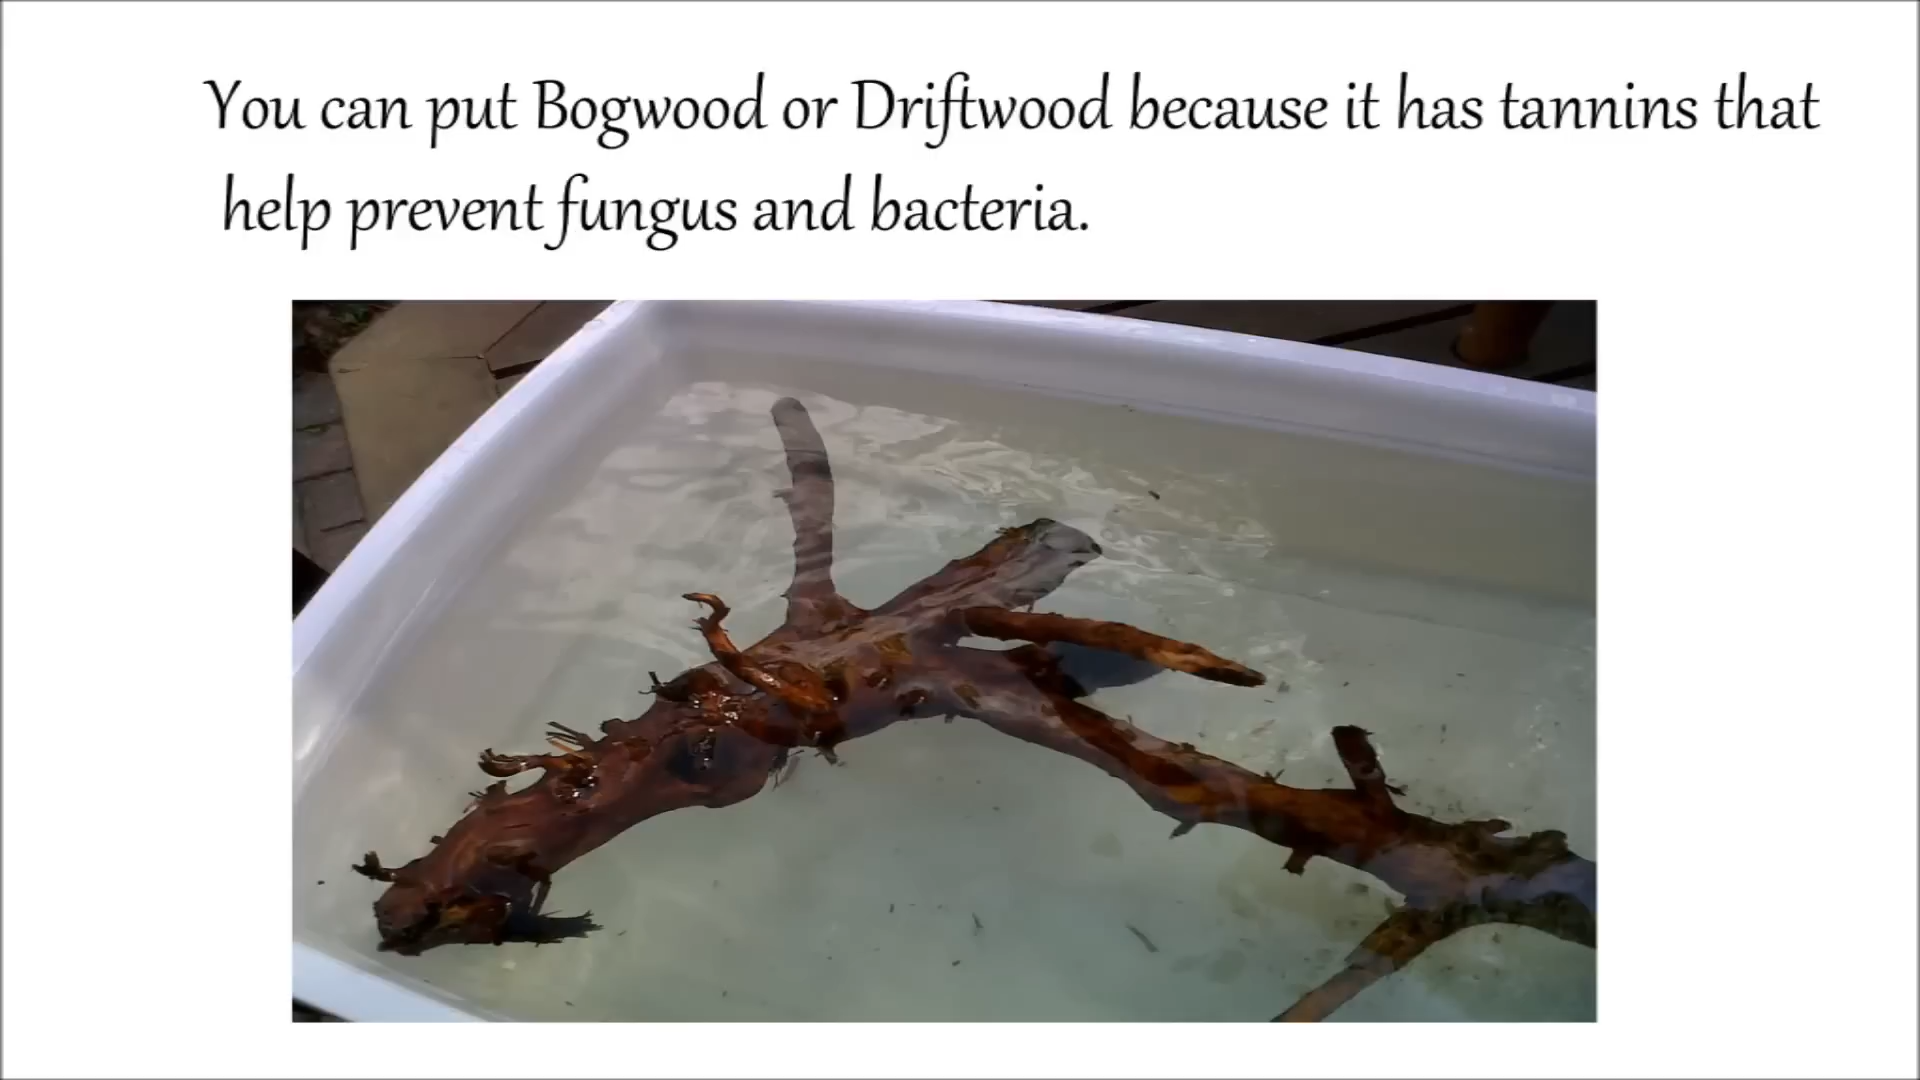 You can put Bogwood or Driftwood because it has tannins that
help prevent fungus and bacteria.